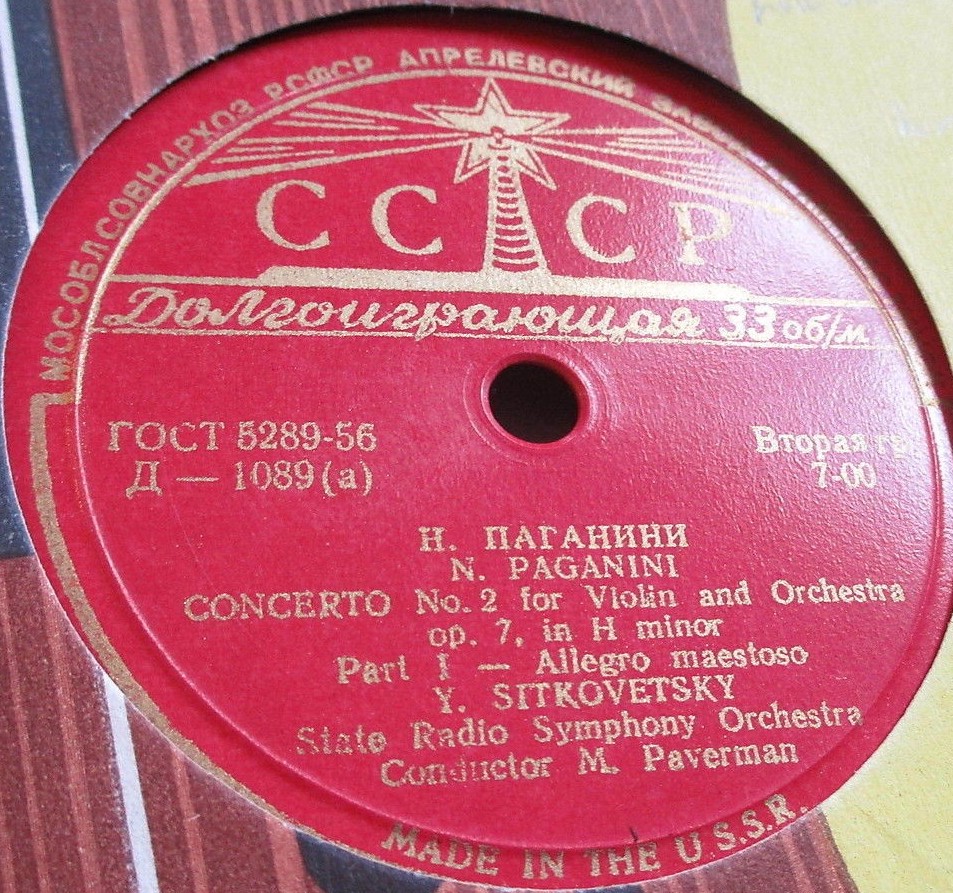 МОСОБЛСОВНАРХОЗ РСФСР АПРЕЛЕВСКИЙ ЗАВОД
СССР
Долгоиграющая 33 об/м
ГОСТ 5289-56
Д — 1089 (а)
Вторая гр.
7-00
Н. ПАГАНИНИ
N. PAGANINI
CONCERTO No. 2 for Violin and Orchestra
op. 7, in H minor
Part I — Allegro maestoso
Y. SITKOVETSKY
State Radio Symphony Orchestra
Conductor M. Paverman
MADE IN THE U.S.S.R.